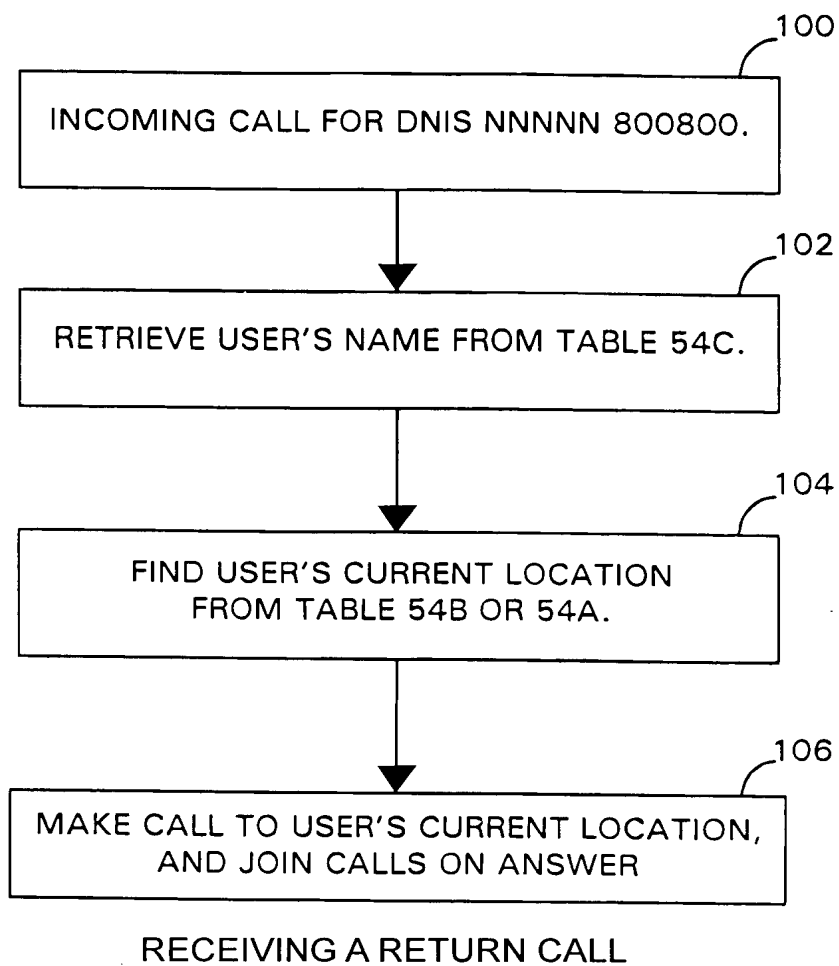 100
INCOMING CALL FOR DNIS NNNNN 800800.
102
RETRIEVE USER'S NAME FROM TABLE 54C.
104
FIND USER'S CURRENT LOCATION
FROM TABLE 54B OR 54A.
106
MAKE CALL TO USER'S CURRENT LOCATION,
AND JOIN CALLS ON ANSWER
RECEIVING A RETURN CALL